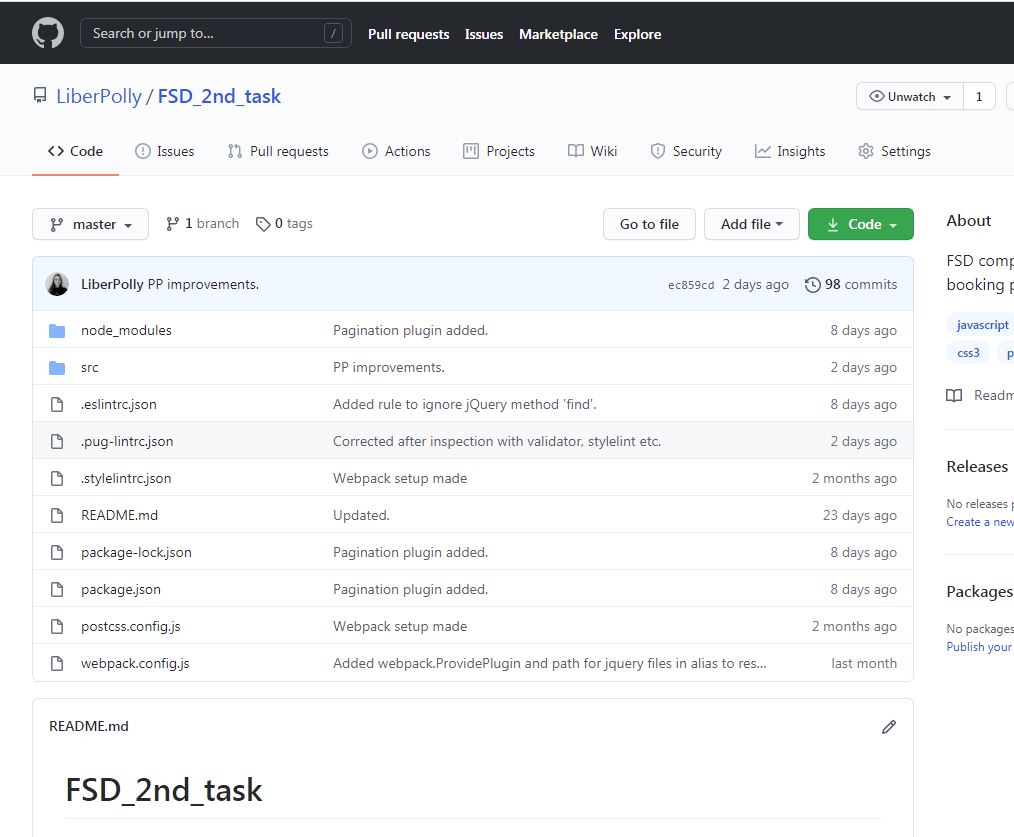 Search or jump to... /
Pull requests Issues Marketplace Explore
LiberPolly / FSD_2nd_task
Unwatch 1
Code Issues Pull requests Actions Projects Wiki Security Insights Settings
master 1 branch 0 tags Go to file Add file Code
LiberPolly PP improvements. ec859cd 2 days ago 98 commits
node_modules Pagination plugin added. 8 days ago
src PP improvements. 2 days ago
.eslintrc.json Added rule to ignore jQuery method 'find'. 8 days ago
.pug-lintrc.json Corrected after inspection with validator, stylelint etc. 2 days ago
.stylelintrc.json Webpack setup made 2 months ago
README.md Updated. 23 days ago
package-lock.json Pagination plugin added. 8 days ago
package.json Pagination plugin added. 8 days ago
postcss.config.js Webpack setup made 2 months ago
webpack.config.js Added webpack.ProvidePlugin and path for jquery files in alias to res... last month
README.md
FSD_2nd_task
About
FSD comp
booking p
javascript
css3 p
Readm
Releases
No releases p
Create a new
Packages
No packages
Publish your